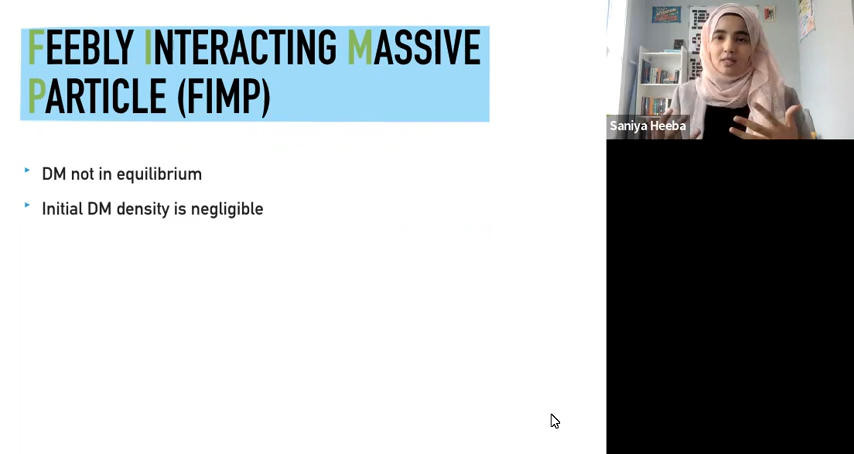 FEEBLY INTERACTING MASSIVE
PARTICLE (FIMP)
DM not in equilibrium
Initial DM density is negligible
Saniya Heeba